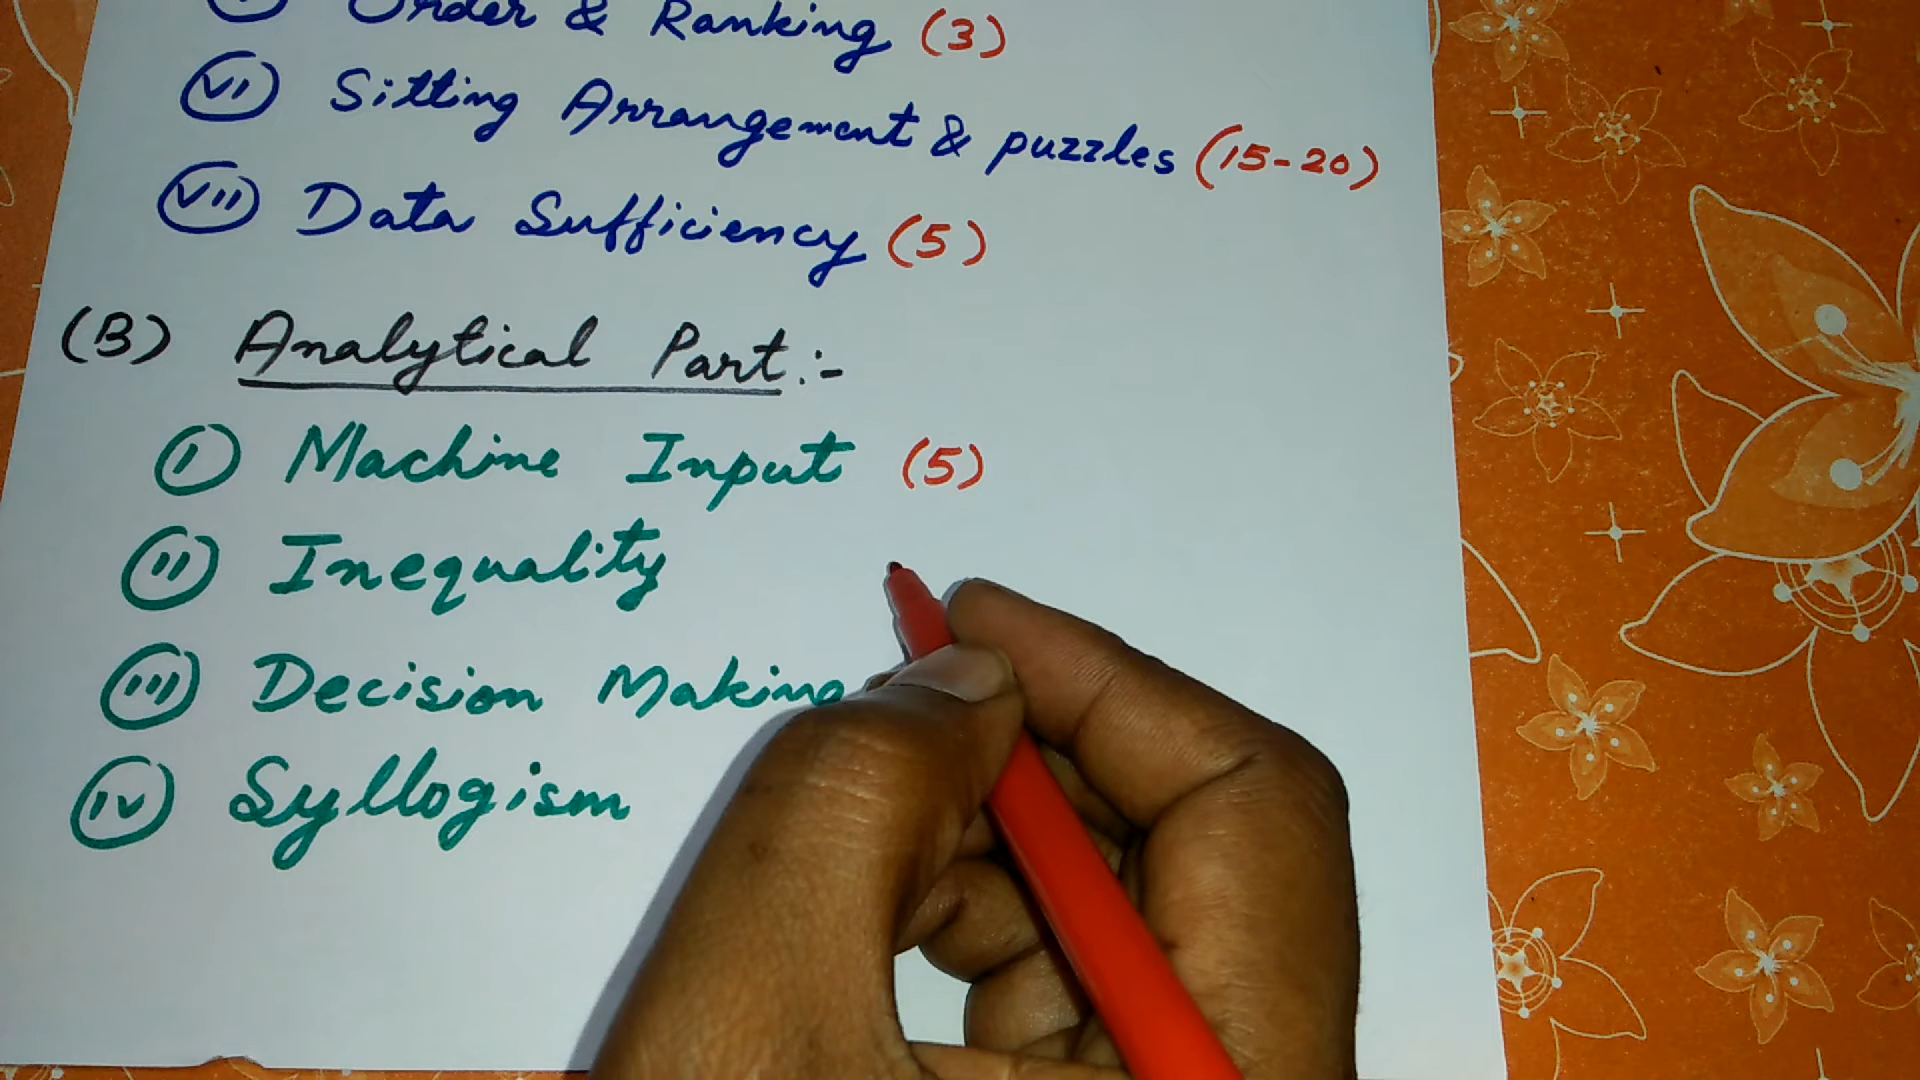 Order & Ranking (3)
(VI) Sitting Arrangement & puzzles (15-20)
(VII) Data Sufficiency (5)
(B) Analytical Part:-
(I) Machine Input (5)
(II) Inequality
(III) Decision Making
(IV) Syllogism